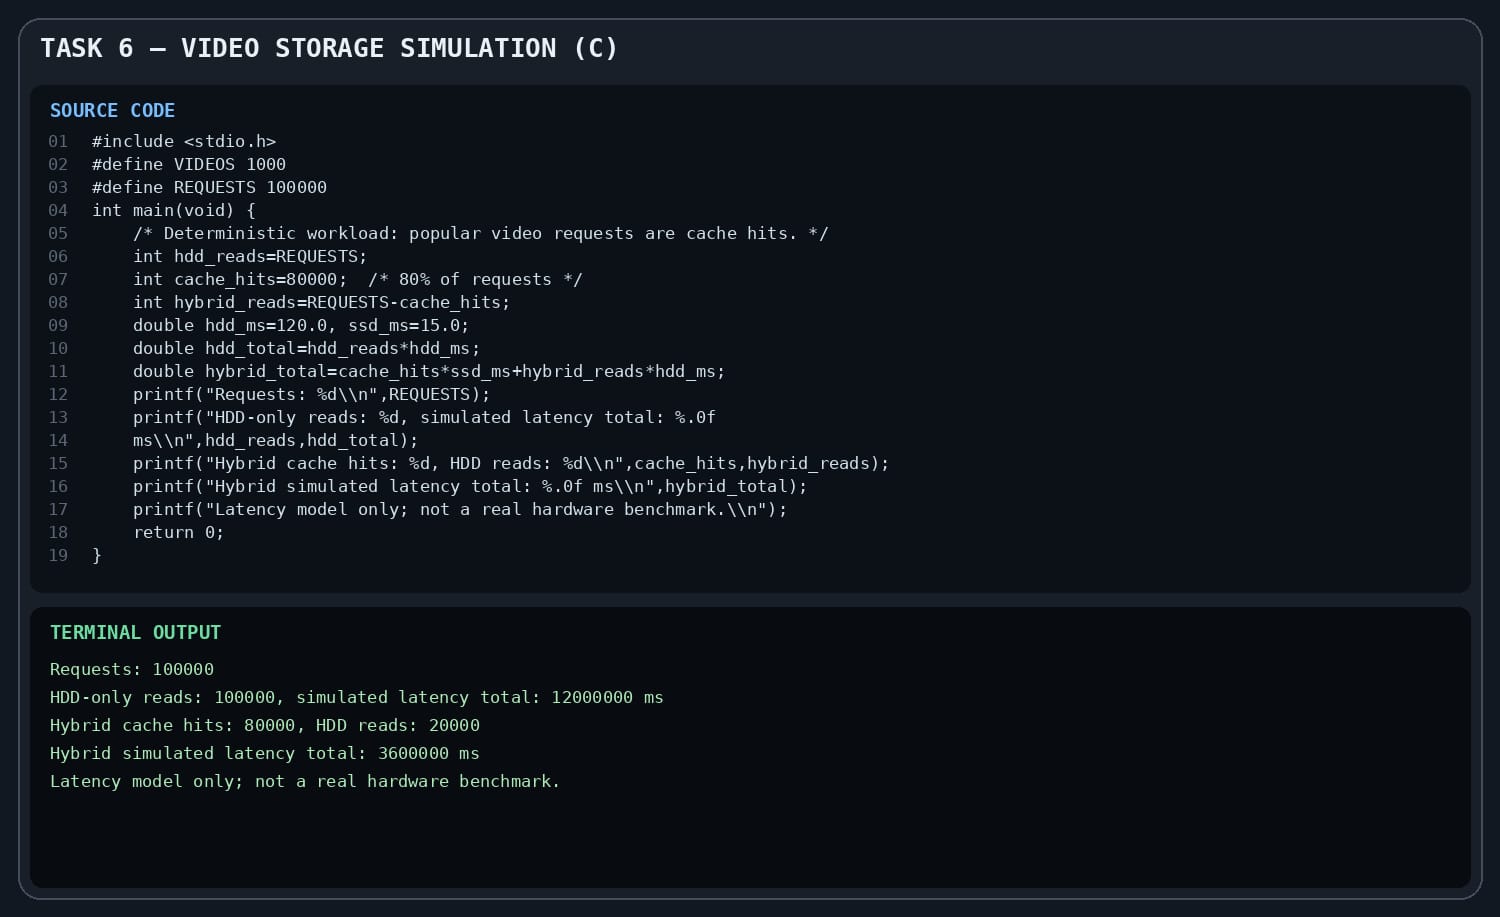 TASK 6 — VIDEO STORAGE SIMULATION (C)
SOURCE CODE
01 #include <stdio.h>
02 #define VIDEOS 1000
03 #define REQUESTS 100000
04 int main(void) {
05     /* Deterministic workload: popular video requests are cache hits. */
06     int hdd_reads=REQUESTS;
07     int cache_hits=80000;  /* 80% of requests */
08     int hybrid_reads=REQUESTS-cache_hits;
09     double hdd_ms=120.0, ssd_ms=15.0;
10     double hdd_total=hdd_reads*hdd_ms;
11     double hybrid_total=cache_hits*ssd_ms+hybrid_reads*hdd_ms;
12     printf("Requests: %d\\n",REQUESTS);
13     printf("HDD-only reads: %d, simulated latency total: %.0f
14     ms\\n",hdd_reads,hdd_total);
15     printf("Hybrid cache hits: %d, HDD reads: %d\\n",cache_hits,hybrid_reads);
16     printf("Hybrid simulated latency total: %.0f ms\\n",hybrid_total);
17     printf("Latency model only; not a real hardware benchmark.\\n");
18     return 0;
19 }
TERMINAL OUTPUT
Requests: 100000
HDD-only reads: 100000, simulated latency total: 12000000 ms
Hybrid cache hits: 80000, HDD reads: 20000
Hybrid simulated latency total: 3600000 ms
Latency model only; not a real hardware benchmark.